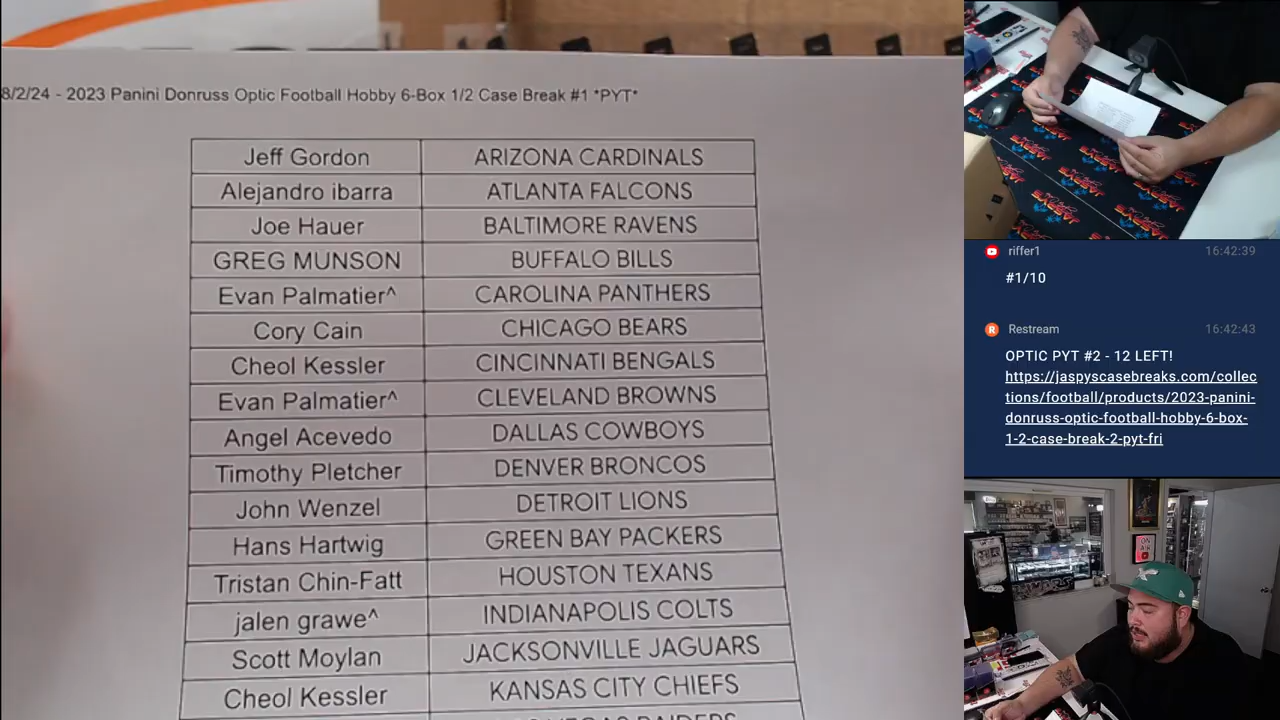 8/2/24 - 2023 Panini Donruss Optic Football Hobby 6-Box 1/2 Case Break #1 *PYT*
Jeff Gordon ARIZONA CARDINALS
Alejandro ibarra ATLANTA FALCONS
Joe Hauer BALTIMORE RAVENS
GREG MUNSON BUFFALO BILLS
Evan Palmatier^ CAROLINA PANTHERS
Cory Cain CHICAGO BEARS
Cheol Kessler CINCINNATI BENGALS
Evan Palmatier^ CLEVELAND BROWNS
Angel Acevedo DALLAS COWBOYS
Timothy Pletcher DENVER BRONCOS
John Wenzel DETROIT LIONS
Hans Hartwig GREEN BAY PACKERS
Tristan Chin-Fatt HOUSTON TEXANS
jalen grawe^ INDIANAPOLIS COLTS
Scott Moylan JACKSONVILLE JAGUARS
Cheol Kessler KANSAS CITY CHIEFS
riffer1 16:42:39
#1/10
Restream 16:42:43
OPTIC PYT #2 - 12 LEFT!
https://jaspyscasebreaks.com/collec
tions/football/products/2023-panini-
donruss-optic-football-hobby-6-box-
1-2-case-break-2-pyt-fri
ON
AIR